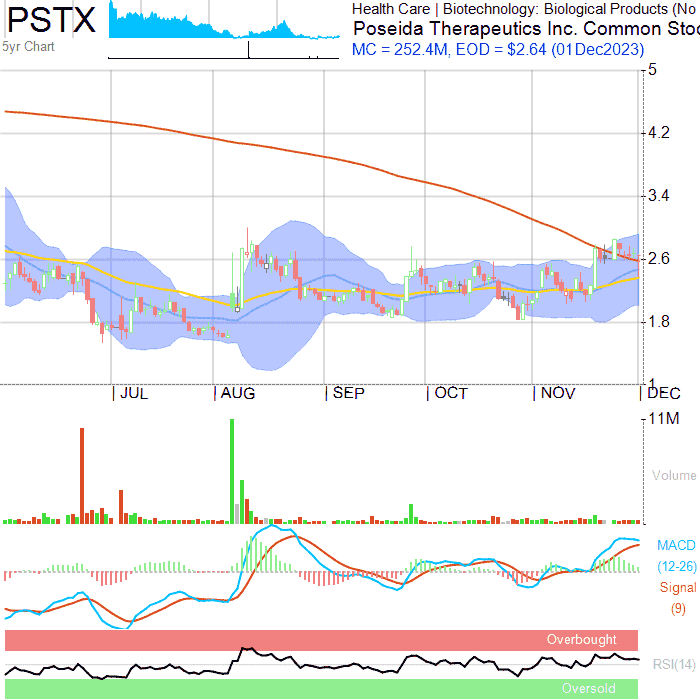 PSTX
5yr Chart
Health Care | Biotechnology: Biological Products (No
Poseida Therapeutics Inc. Common Stoc
MC = 252.4M, EOD = $2.64 (01Dec2023)
5
4.2
3.4
2.6
1.8
1
JUL AUG SEP OCT NOV DEC
11M
Volume
MACD
(12-26)
Signal
(9)
Overbought
RSI(14)
Oversold